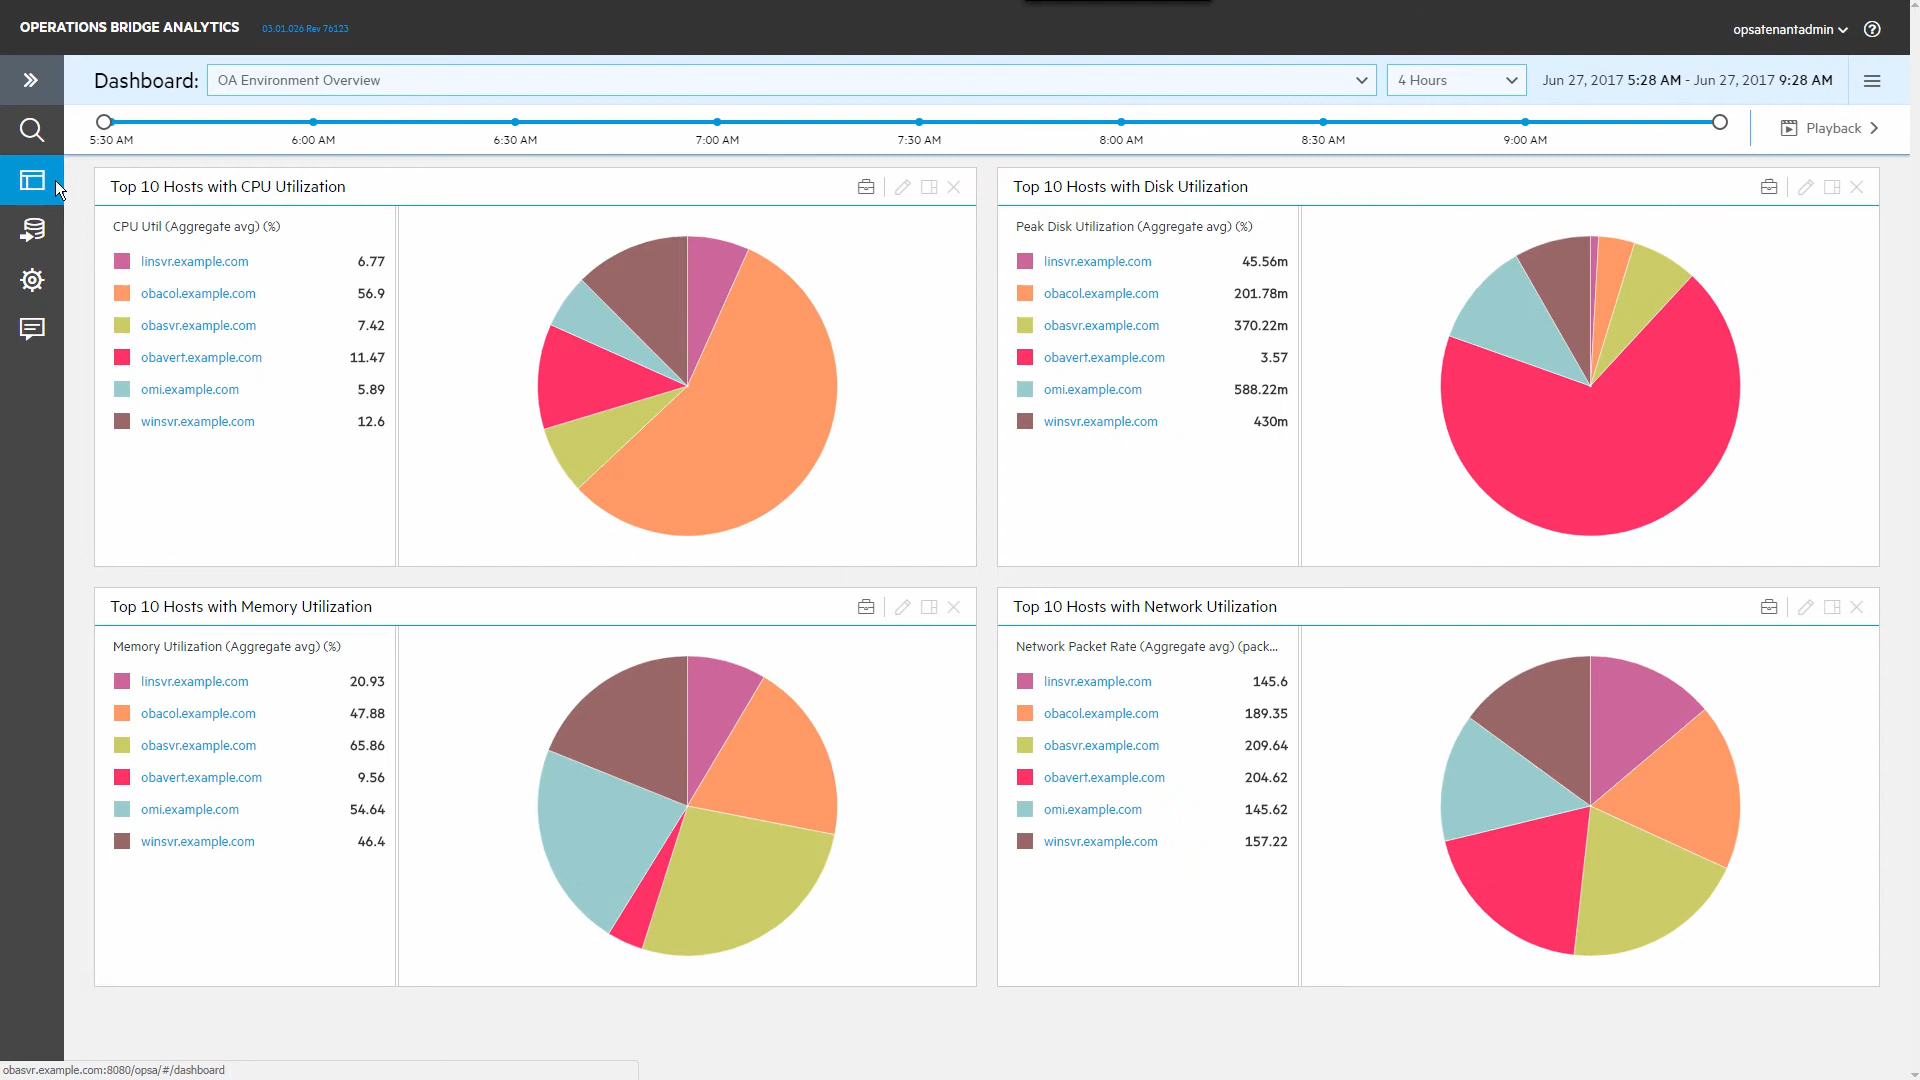 OPERATIONS BRIDGE ANALYTICS 03.01.026 Rev 76123 opsatenantadmin
Dashboard: OA Environment Overview 4 Hours Jun 27, 2017 5:28 AM - Jun 27, 2017 9:28 AM
5:30 AM 6:00 AM 6:30 AM 7:00 AM 7:30 AM 8:00 AM 8:30 AM 9:00 AM Playback
Top 10 Hosts with CPU Utilization
CPU Util (Aggregate avg) (%)
linsvr.example.com 6.77
obacol.example.com 56.9
obasvr.example.com 7.42
obavert.example.com 11.47
omi.example.com 5.89
winsvr.example.com 12.6
Top 10 Hosts with Disk Utilization
Peak Disk Utilization (Aggregate avg) (%)
linsvr.example.com 45.56m
obacol.example.com 201.78m
obasvr.example.com 370.22m
obavert.example.com 3.57
omi.example.com 588.22m
winsvr.example.com 430m
Top 10 Hosts with Memory Utilization
Memory Utilization (Aggregate avg) (%)
linsvr.example.com 20.93
obacol.example.com 47.88
obasvr.example.com 65.86
obavert.example.com 9.56
omi.example.com 54.64
winsvr.example.com 46.4
Top 10 Hosts with Network Utilization
Network Packet Rate (Aggregate avg) (pack...
linsvr.example.com 145.6
obacol.example.com 189.35
obasvr.example.com 209.64
obavert.example.com 204.62
omi.example.com 145.62
winsvr.example.com 157.22
obasvr.example.com:8080/opsa/#/dashboard